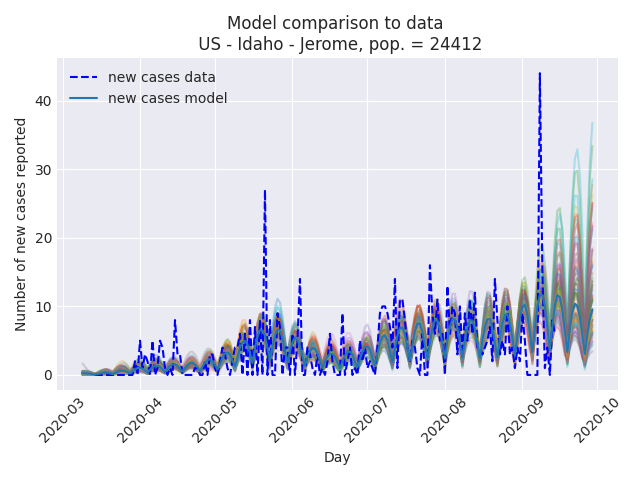 Model comparison to data
US - Idaho - Jerome, pop. = 24412
new cases data
new cases model
Number of new cases reported
40
30
20
10
0
2020-03
2020-04
2020-05
2020-06
2020-07
2020-08
2020-09
2020-10
Day